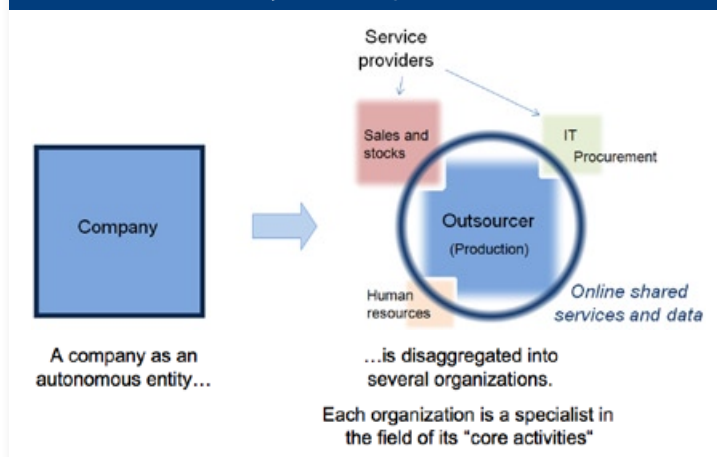 Service
providers
Sales and
stocks
IT
Procurement
Company
Outsourcer
(Production)
Human
resources
Online shared
services and data
A company as an
autonomous entity…
…is disaggregated into
several organizations.
Each organization is a specialist in
the field of its "core activities"